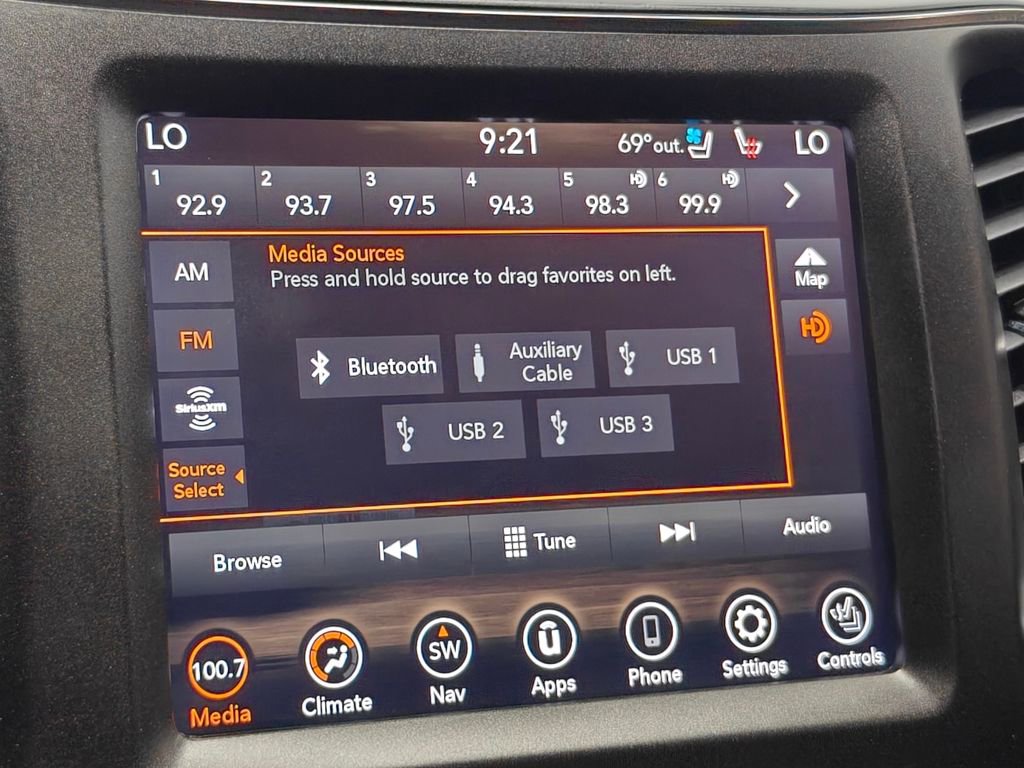 LO 9:21 69° out. LO
1 2 3 4 5 HD 6 HD
92.9 93.7 97.5 94.3 98.3 99.9
Media Sources
Press and hold source to drag favorites on left.
AM
Map
FM
HD
Bluetooth
Auxiliary
Cable
USB 1
SiriusXM
USB 2
USB 3
Source
Select
Browse
Tune
Audio
100.7
SW
u
Media
Climate
Nav
Apps
Phone
Settings
Controls